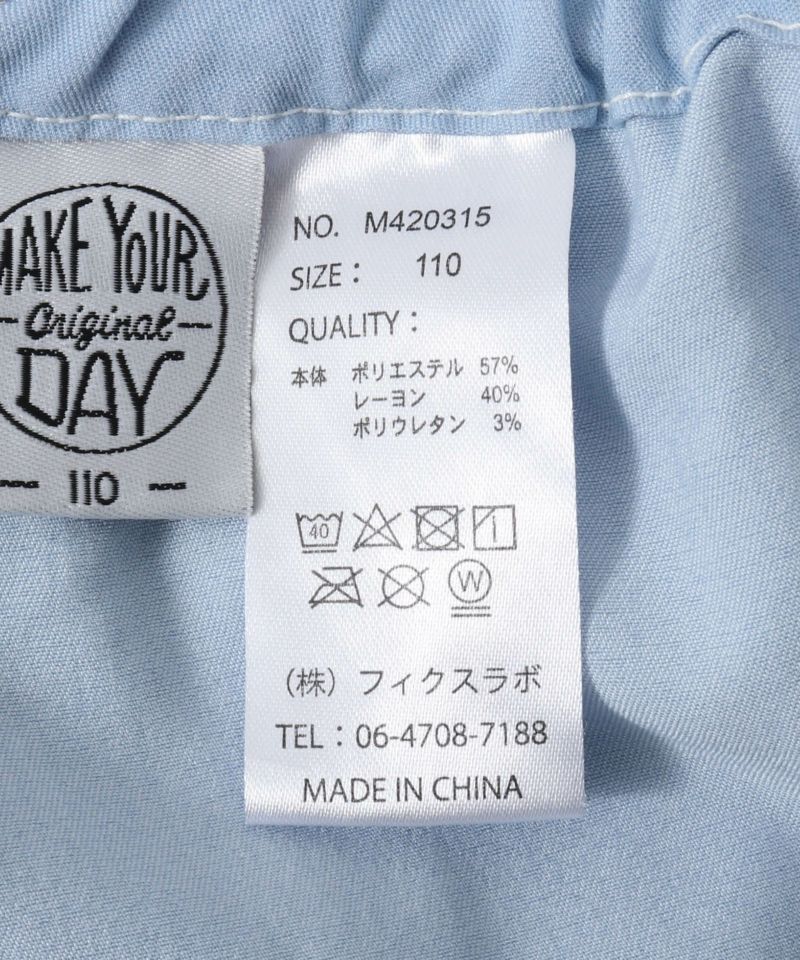 MAKE YOUR
Original
DAY
110
NO. M420315
SIZE： 110
QUALITY：
本体 ポリエステル 57%
レーヨン 40%
ポリウレタン 3%
40
W
（株）フィクスラボ
TEL：06-4708-7188
MADE IN CHINA